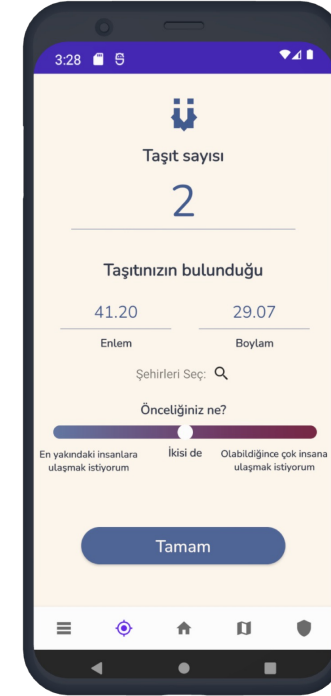 3:28
Taşıt sayısı
2
Taşıtınızın bulunduğu
41.20 29.07
Enlem Boylam
Şehirleri Seç:
Önceliğiniz ne?
En yakındaki insanlara ulaşmak istiyorum
İkisi de
Olabildiğince çok insana ulaşmak istiyorum
Tamam